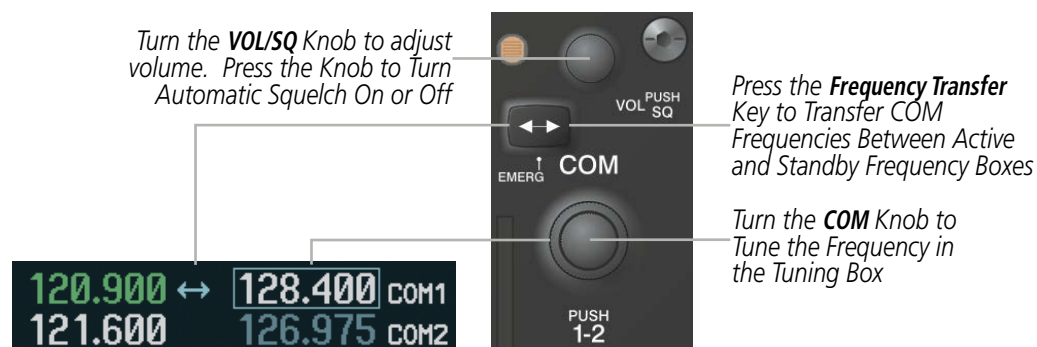 Turn the VOL/SQ Knob to adjust
volume. Press the Knob to Turn
Automatic Squelch On or Off
VOL PUSH
SQ
Press the Frequency Transfer
Key to Transfer COM
Frequencies Between Active
and Standby Frequency Boxes
EMERG
COM
Turn the COM Knob to
Tune the Frequency in
the Tuning Box
120.900 ↔ 128.400 COM1
121.600 126.975 COM2
PUSH
1-2